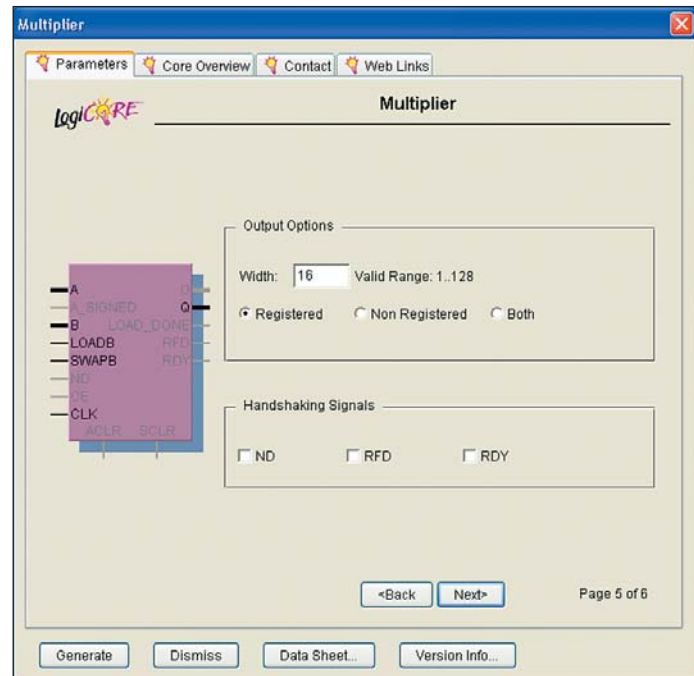 Multiplier
Parameters Core Overview Contact Web Links
LogiCORE
Multiplier
Output Options
Width: 16 Valid Range: 1..128
Registered Non Registered Both
A O
A_SIGNED Q
B LOAD_DONE
LOADB RFD
SWAPB RDY
ND
CE
CLK
ACLR SCLR
Handshaking Signals
ND RFD RDY
<Back Next> Page 5 of 6
Generate Dismiss Data Sheet... Version Info...